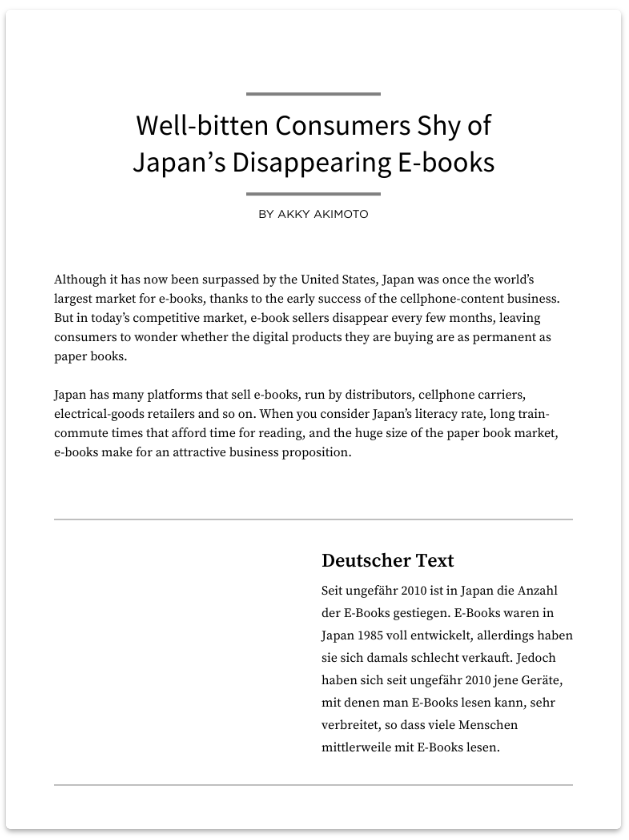 Well-bitten Consumers Shy of
Japan’s Disappearing E-books
BY AKKY AKIMOTO
Although it has now been surpassed by the United States, Japan was once the world’s
largest market for e-books, thanks to the early success of the cellphone-content business.
But in today’s competitive market, e-book sellers disappear every few months, leaving
consumers to wonder whether the digital products they are buying are as permanent as
paper books.
Japan has many platforms that sell e-books, run by distributors, cellphone carriers,
electrical-goods retailers and so on. When you consider Japan’s literacy rate, long train-
commute times that afford time for reading, and the huge size of the paper book market,
e-books make for an attractive business proposition.
Deutscher Text
Seit ungefähr 2010 ist in Japan die Anzahl
der E-Books gestiegen. E-Books waren in
Japan 1985 voll entwickelt, allerdings haben
sie sich damals schlecht verkauft. Jedoch
haben sich seit ungefähr 2010 jene Geräte,
mit denen man E-Books lesen kann, sehr
verbreitet, so dass viele Menschen
mittlerweile mit E-Books lesen.